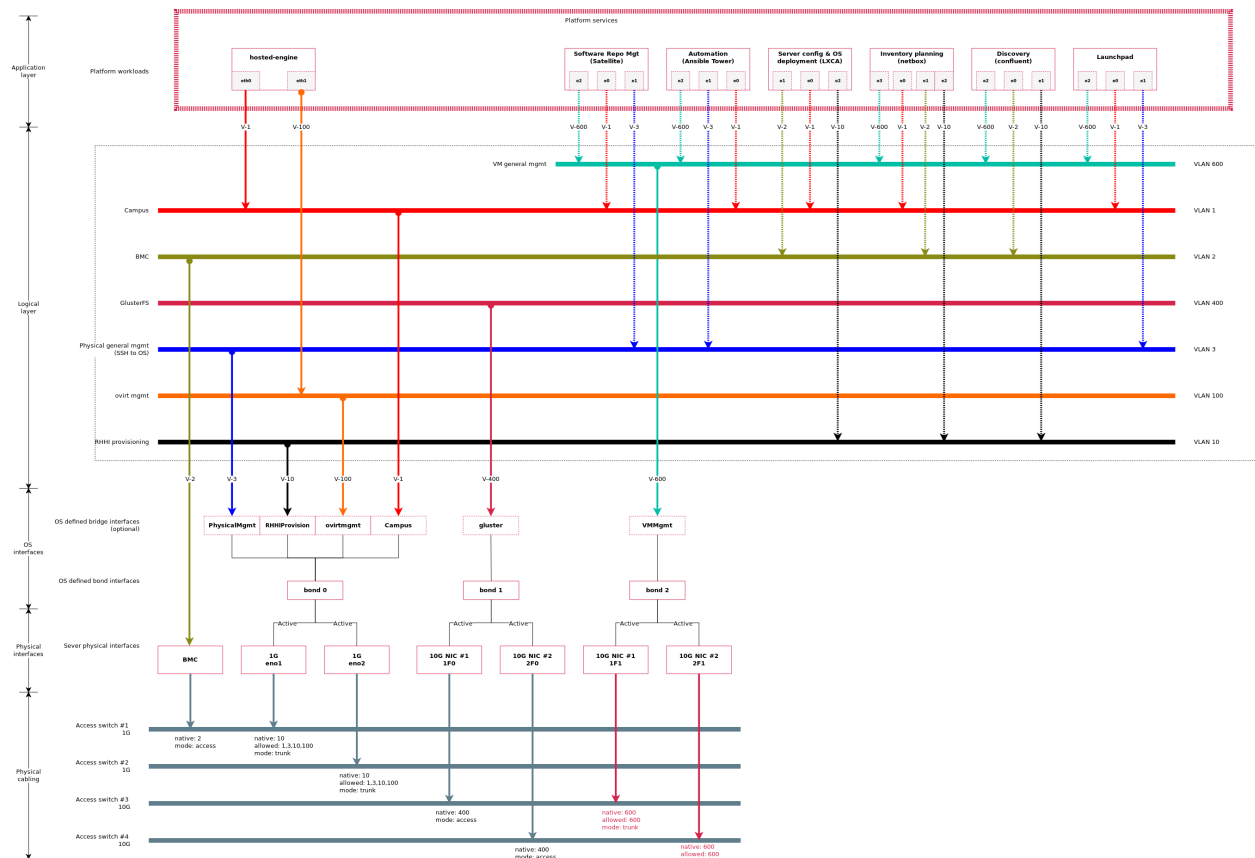 Platform services
Application
layer
Platform workloads
hosted-engine
eth0
eth1
Software Repo Mgt
(Satellite)
e2
e0
e1
Automation
(Ansible Tower)
e2
e1
e0
Server config & OS
deployment (LXCA)
e1
e0
e2
Inventory planning
(netbox)
e3
e0
e1
e2
Discovery
(confluent)
e2
e0
e1
Launchpad
e2
e0
e1
V-1
V-100
V-600
V-1
V-3
V-600
V-3
V-1
V-2
V-1
V-10
V-600
V-1
V-2
V-10
V-600
V-2
V-10
V-600
V-1
V-3
VM general mgmt
VLAN 600
Campus
VLAN 1
BMC
VLAN 2
Logical
layer
GlusterFS
VLAN 400
Physical general mgmt
(SSH to OS)
VLAN 3
ovirt mgmt
VLAN 100
RHHI provisioning
VLAN 10
V-2
V-3
V-10
V-100
V-1
V-400
V-600
OS
interfaces
OS defined bridge interfaces
(optional)
PhysicalMgmt
RHHIProvision
ovirtmgmt
Campus
gluster
VMMgmt
OS defined bond interfaces
bond 0
bond 1
bond 2
Active
Active
Active
Active
Active
Active
Physical
interfaces
Sever physical interfaces
BMC
1G
eno1
1G
eno2
10G NIC #1
1F0
10G NIC #2
2F0
10G NIC #1
1F1
10G NIC #2
2F1
Physical
cabling
Access switch #1
1G
native: 2
mode: access
native: 10
allowed: 1,3,10,100
mode: trunk
Access switch #2
1G
native: 10
allowed: 1,3,10,100
mode: trunk
Access switch #3
10G
native: 400
mode: access
native: 600
allowed: 600
mode: trunk
Access switch #4
10G
native: 400
mode: access
native: 600
allowed: 600